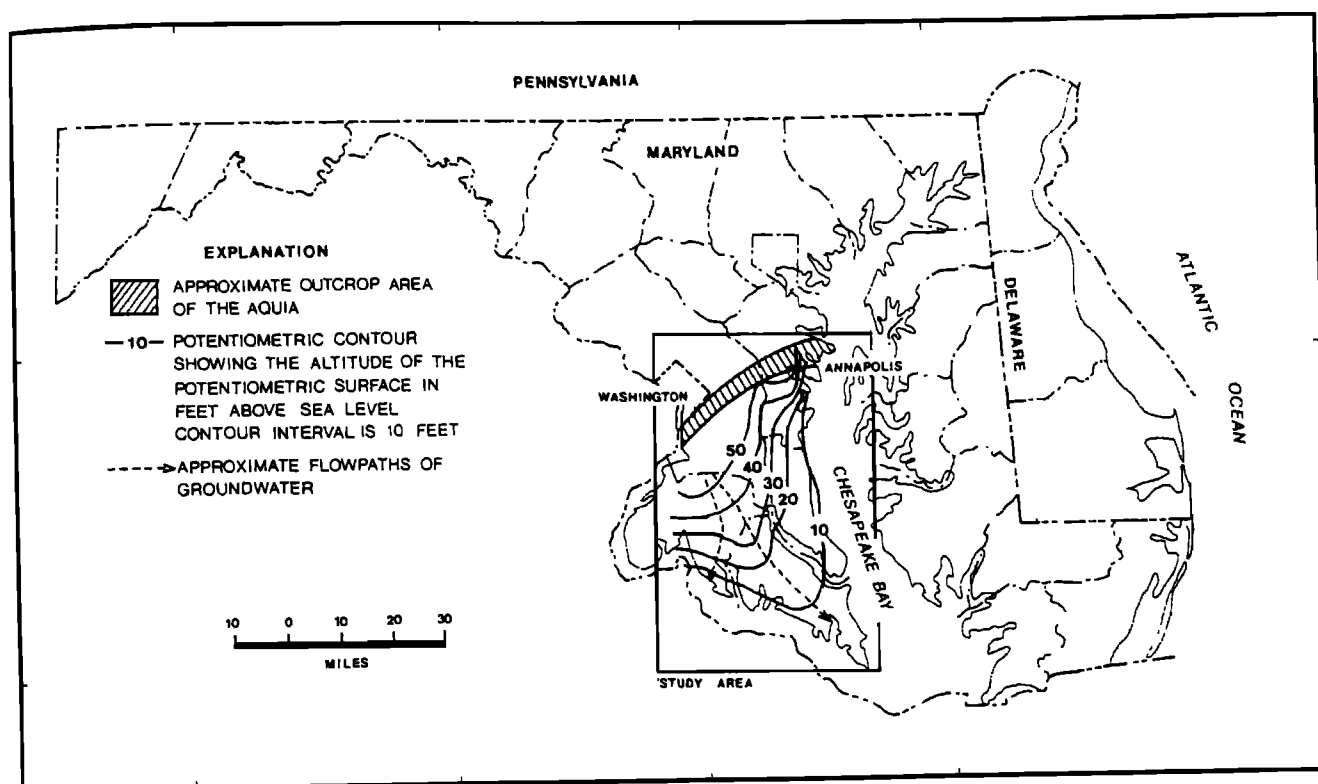 PENNSYLVANIA
MARYLAND
EXPLANATION
APPROXIMATE OUTCROP AREA
OF THE AQUIA
—10— POTENTIOMETRIC CONTOUR
SHOWING THE ALTITUDE OF THE
POTENTIOMETRIC SURFACE IN
FEET ABOVE SEA LEVEL
CONTOUR INTERVAL IS 10 FEET
APPROXIMATE FLOWPATHS OF
GROUNDWATER
WASHINGTON
ANNAPOLIS
DELAWARE
ATLANTIC
OCEAN
CHESAPEAKE BAY
50
40
30
20
10
10 0 10 20 30
MILES
STUDY AREA